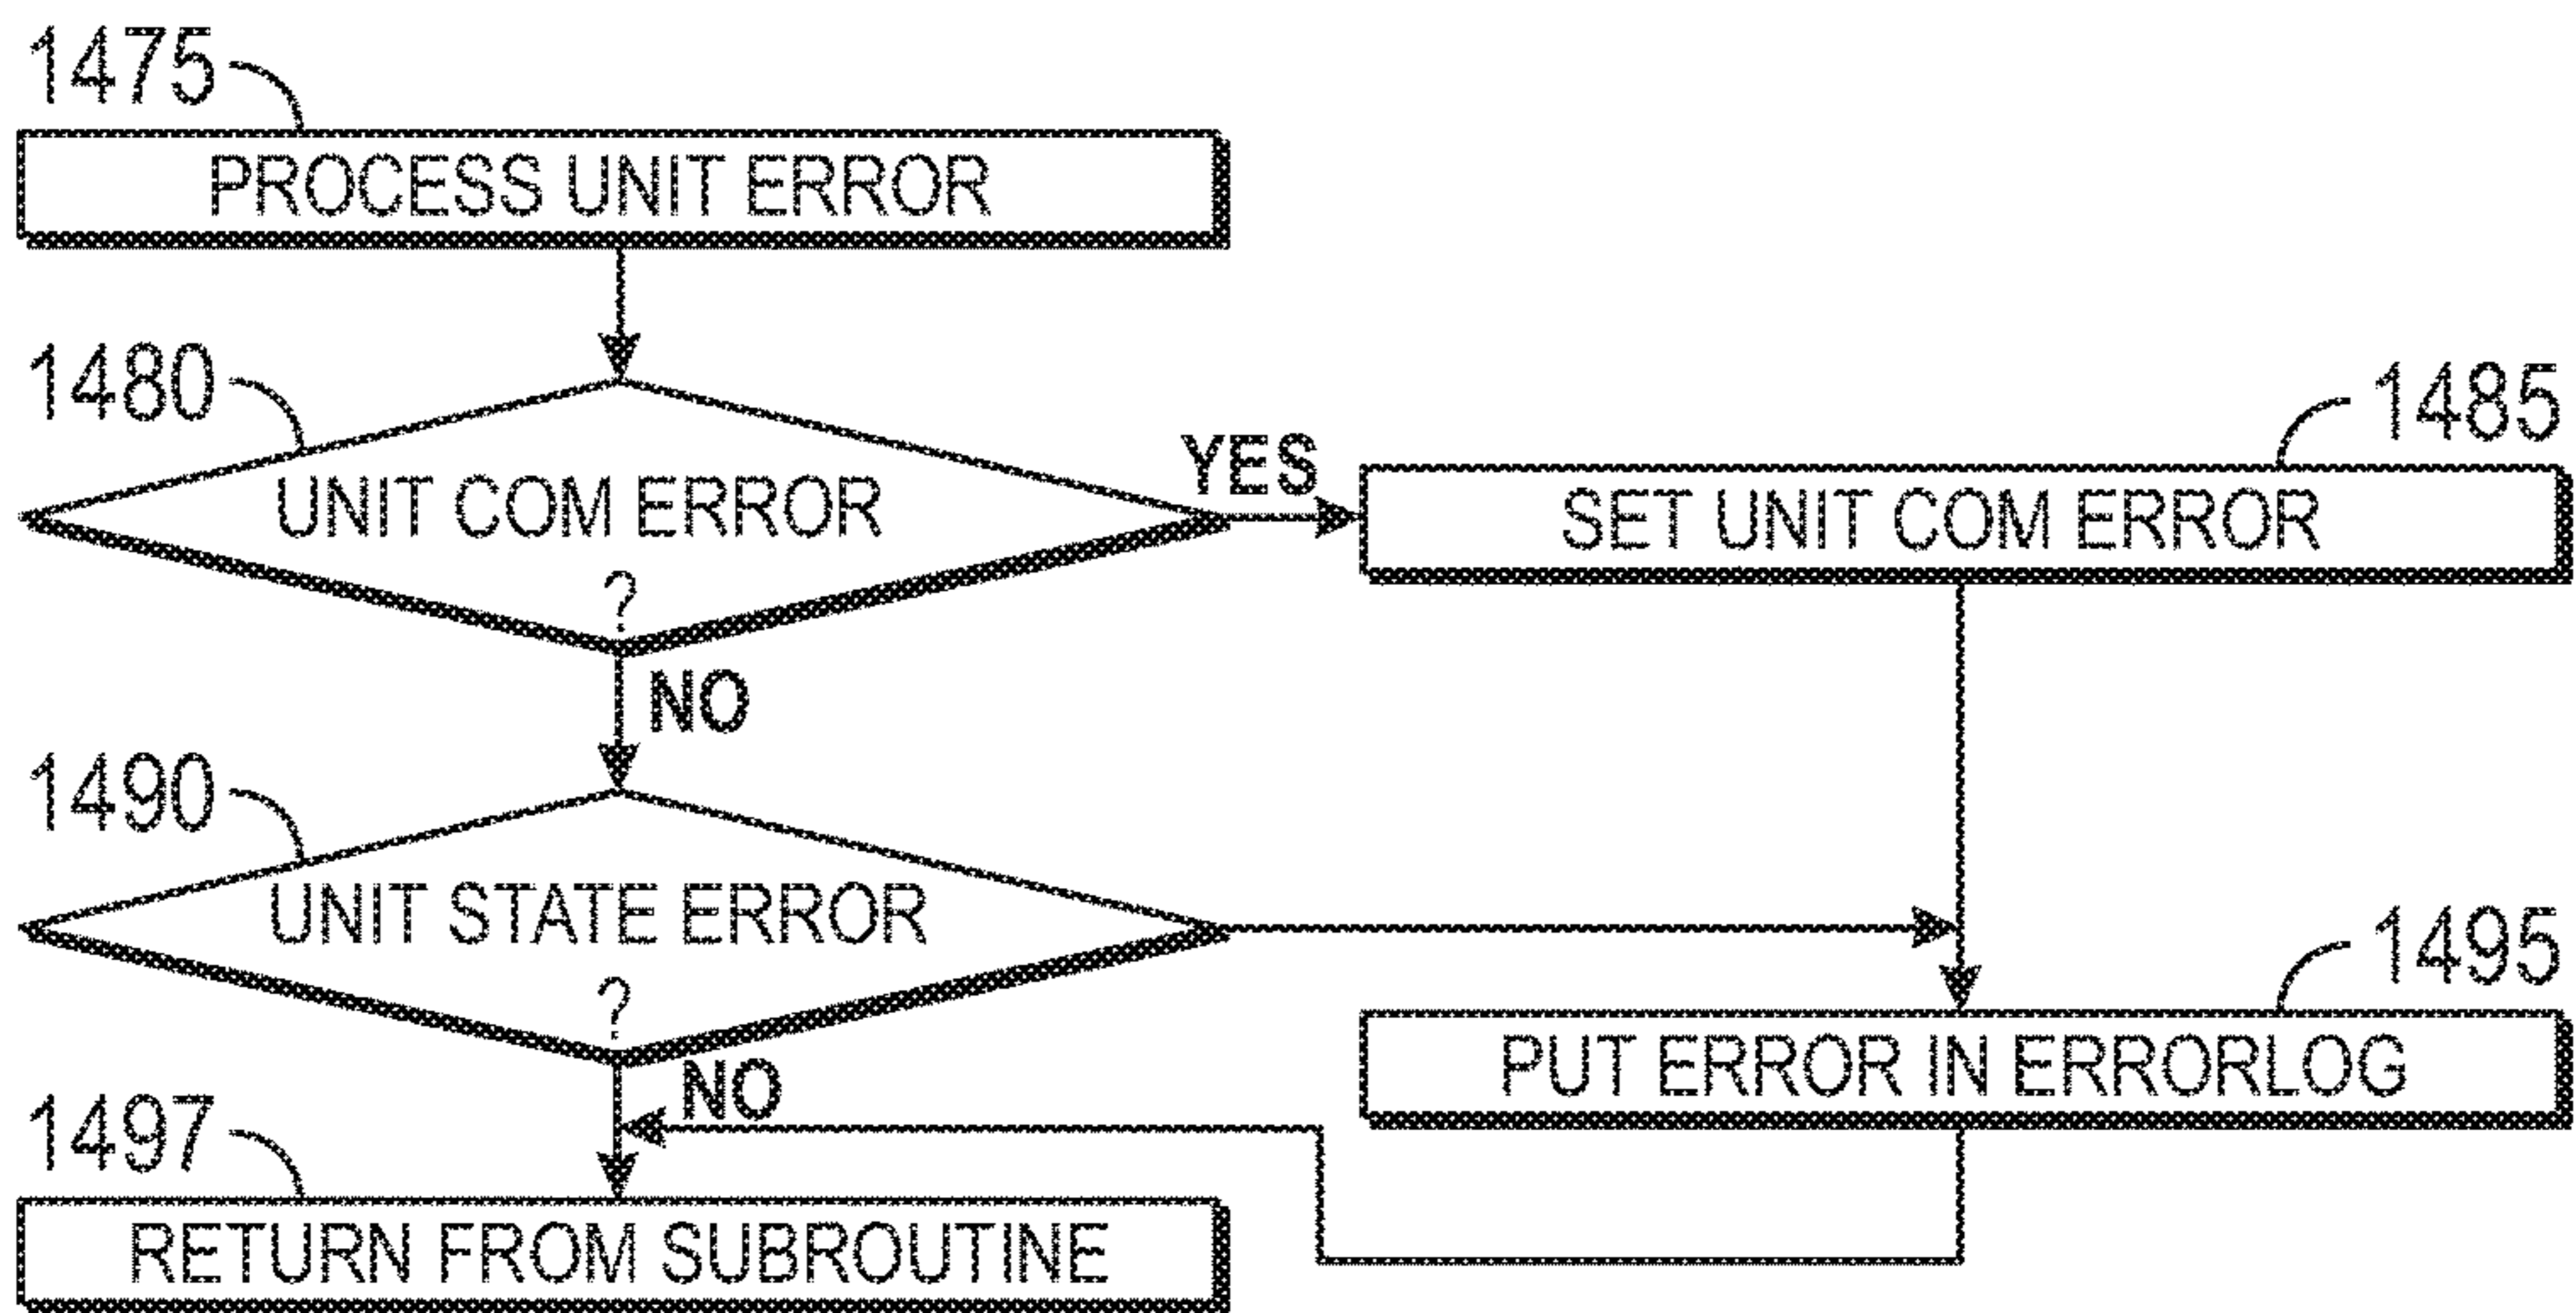 1475
PROCESS UNIT ERROR
1480
UNIT COM ERROR
?
YES
1485
SET UNIT COM ERROR
NO
1490
UNIT STATE ERROR
?
NO
1495
PUT ERROR IN ERRORLOG
1497
RETURN FROM SUBROUTINE